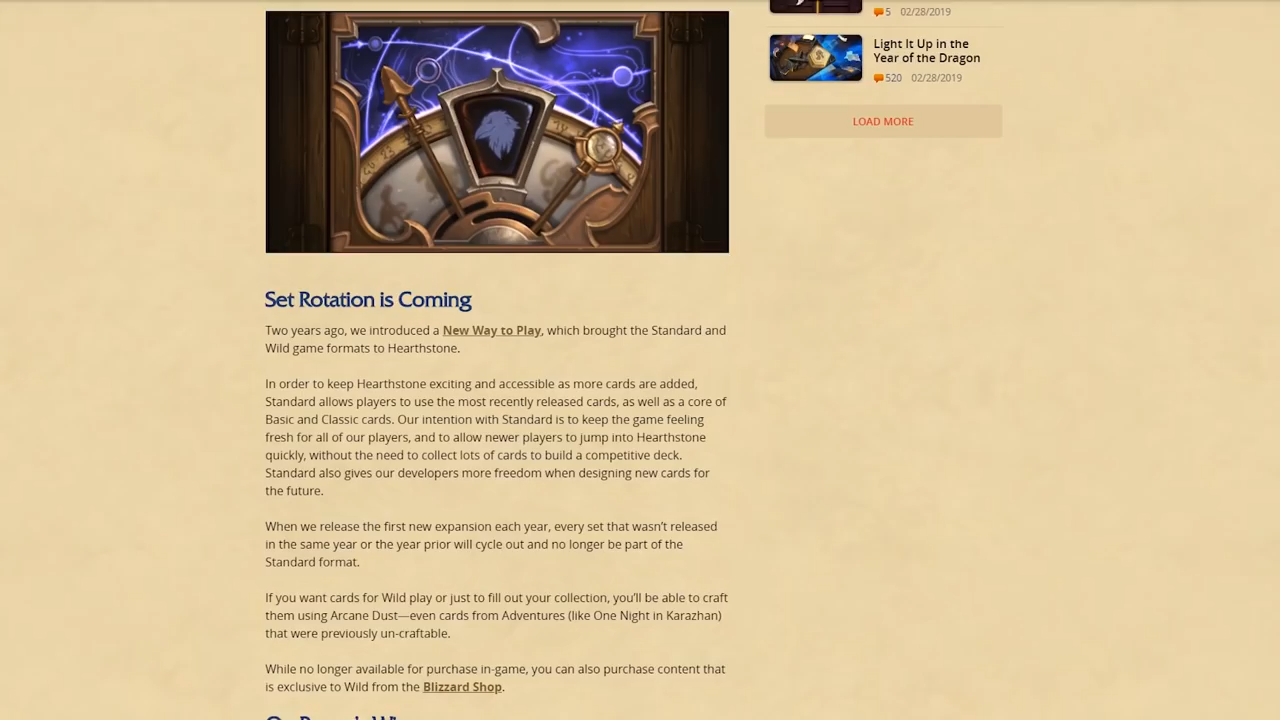 5 02/28/2019
Light It Up in the
Year of the Dragon
520 02/28/2019
LOAD MORE
Set Rotation is Coming
Two years ago, we introduced a New Way to Play, which brought the Standard and
Wild game formats to Hearthstone.
In order to keep Hearthstone exciting and accessible as more cards are added,
Standard allows players to use the most recently released cards, as well as a core of
Basic and Classic cards. Our intention with Standard is to keep the game feeling
fresh for all of our players, and to allow newer players to jump into Hearthstone
quickly, without the need to collect lots of cards to build a competitive deck.
Standard also gives our developers more freedom when designing new cards for
the future.
When we release the first new expansion each year, every set that wasn’t released
in the same year or the year prior will cycle out and no longer be part of the
Standard format.
If you want cards for Wild play or just to fill out your collection, you’ll be able to craft
them using Arcane Dust—even cards from Adventures (like One Night in Karazhan)
that were previously un-craftable.
While no longer available for purchase in-game, you can also purchase content that
is exclusive to Wild from the Blizzard Shop.